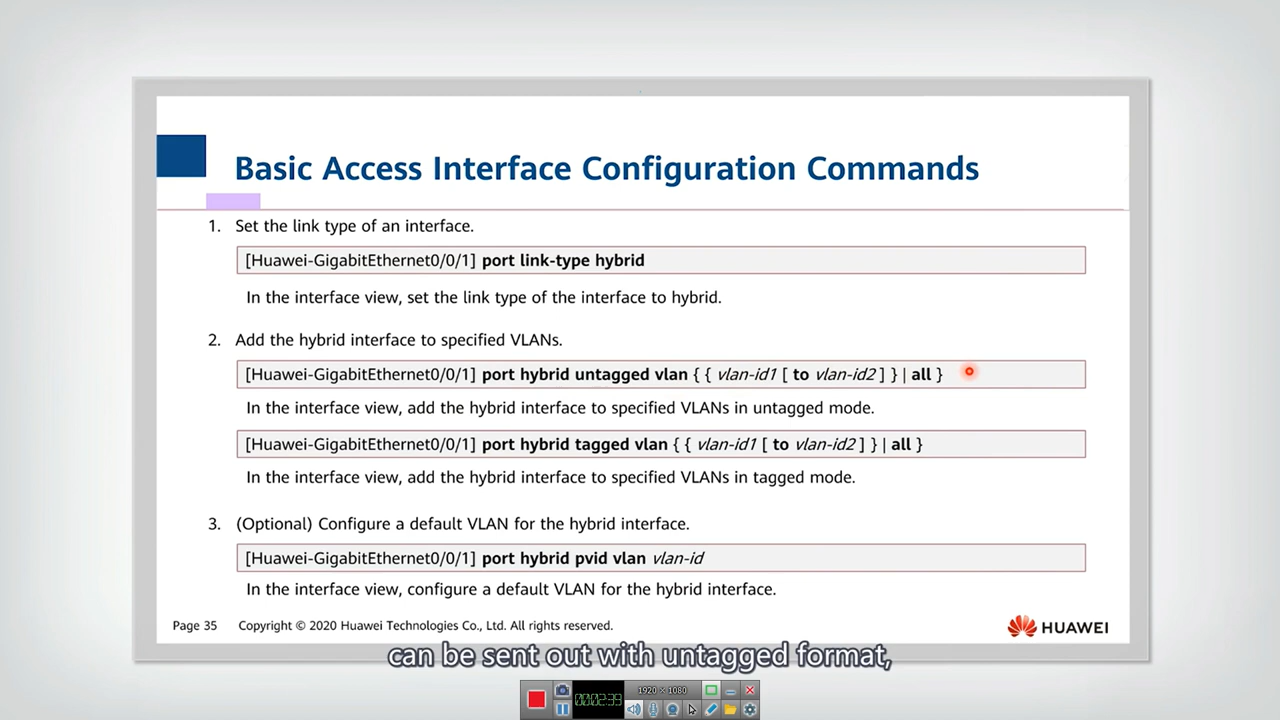 Basic Access Interface Configuration Commands
1. Set the link type of an interface.
[Huawei-GigabitEthernet0/0/1] port link-type hybrid
In the interface view, set the link type of the interface to hybrid.
2. Add the hybrid interface to specified VLANs.
[Huawei-GigabitEthernet0/0/1] port hybrid untagged vlan { { vlan-id1 [ to vlan-id2 ] } | all }
In the interface view, add the hybrid interface to specified VLANs in untagged mode.
[Huawei-GigabitEthernet0/0/1] port hybrid tagged vlan { { vlan-id1 [ to vlan-id2 ] } | all }
In the interface view, add the hybrid interface to specified VLANs in tagged mode.
3. (Optional) Configure a default VLAN for the hybrid interface.
[Huawei-GigabitEthernet0/0/1] port hybrid pvid vlan vlan-id
In the interface view, configure a default VLAN for the hybrid interface.
Page 35 Copyright © 2020 Huawei Technologies Co., Ltd. All rights reserved.
HUAWEI
can be sent out with untagged format,
1920 × 1080
00:02:39